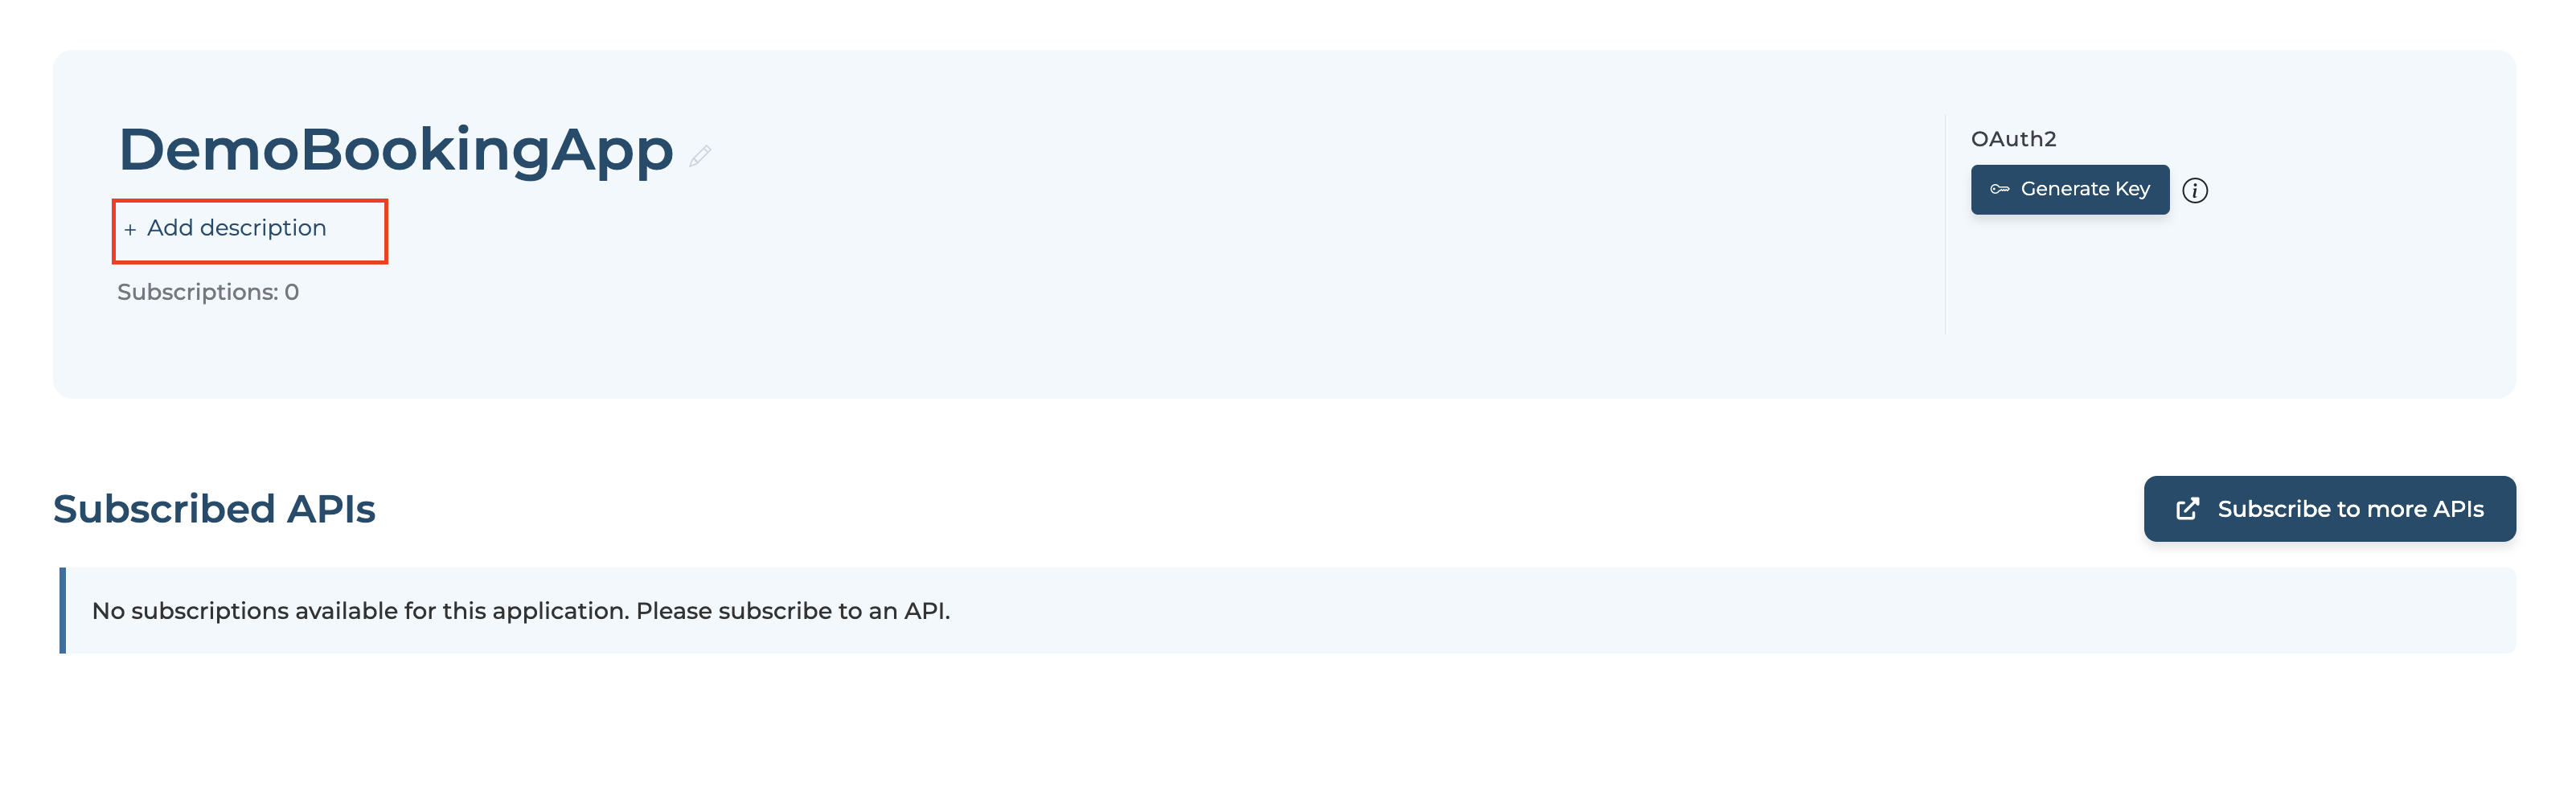 DemoBookingApp
+ Add description
Subscriptions: 0
OAuth2
Generate Key
Subscribed APIs
Subscribe to more APIs
No subscriptions available for this application. Please subscribe to an API.